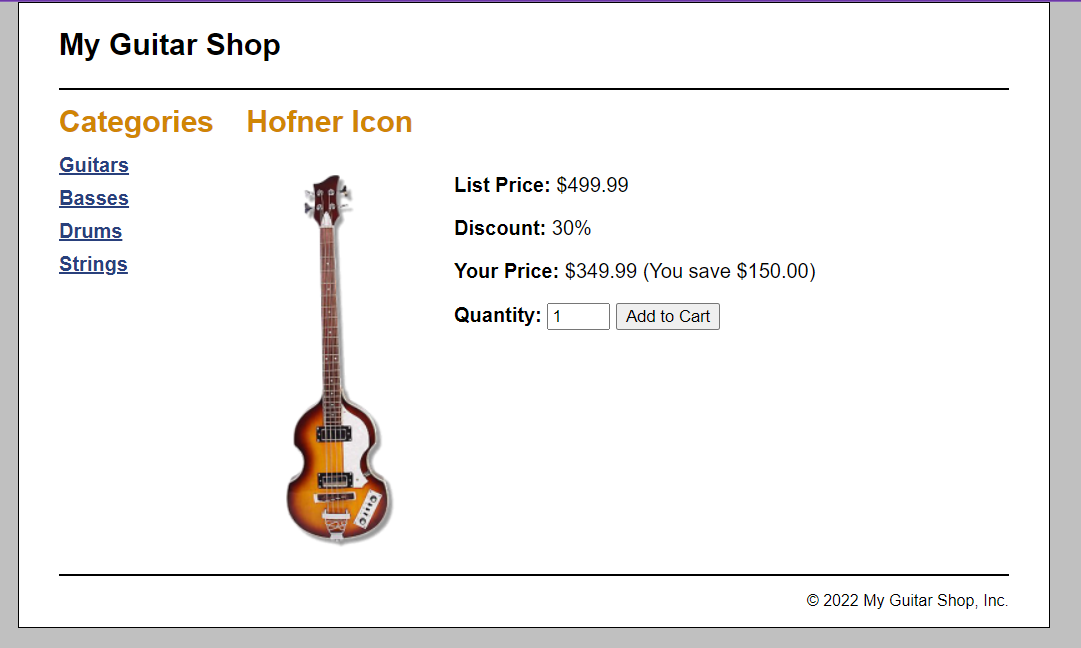 My Guitar Shop
Categories
Guitars
Basses
Drums
Strings
Hofner Icon
List Price: $499.99
Discount: 30%
Your Price: $349.99 (You save $150.00)
Quantity: 1 Add to Cart
© 2022 My Guitar Shop, Inc.